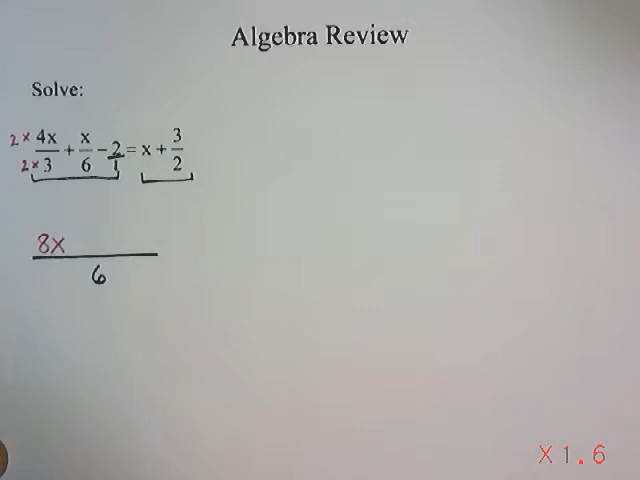 Algebra Review
Solve:
2 × 4x/2 × 3 + x/6 − 2/1 = x + 3/2
8x/6
X1.6